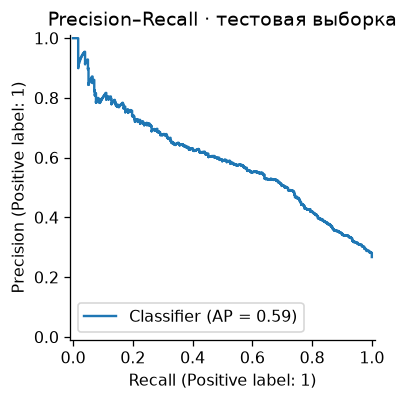 Precision–Recall · тестовая выборка
1.0
0.8
0.6
0.4
0.2
0.0
Precision (Positive label: 1)
Classifier (AP = 0.59)
0.0 0.2 0.4 0.6 0.8 1.0
Recall (Positive label: 1)